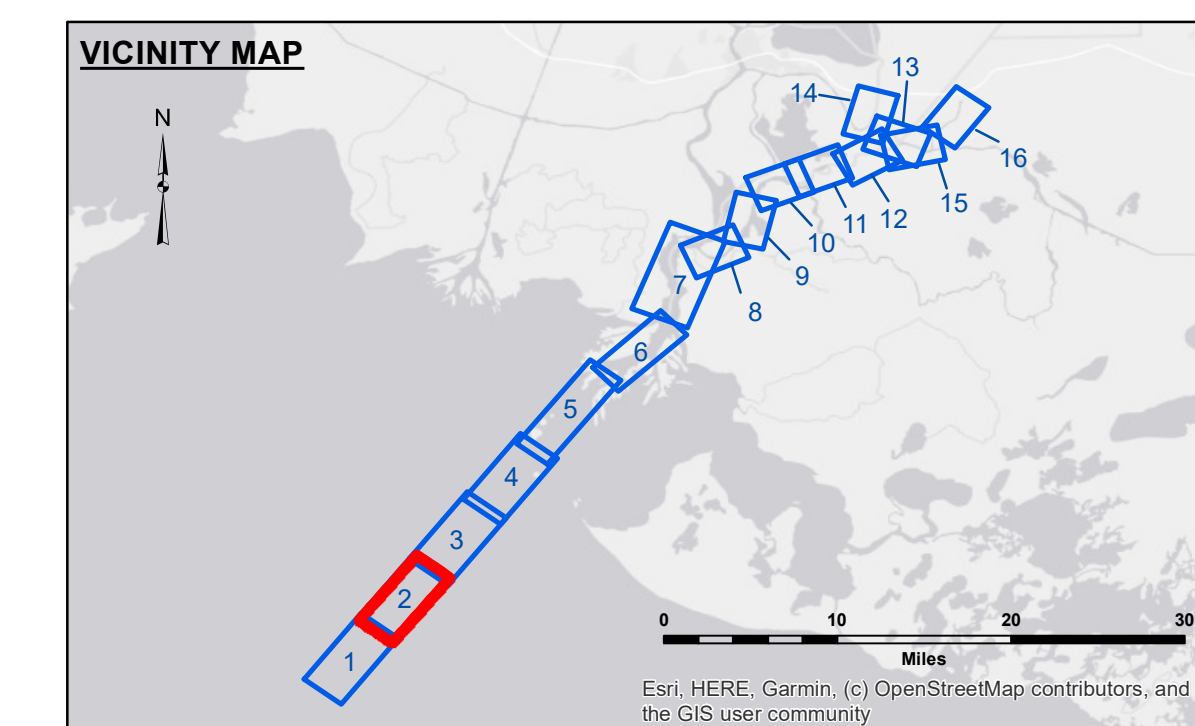 VICINITY MAP
N
13
14
16
15
12
11
10
9
8
7
6
5
4
3
2
1
0 10 20 30
Miles
Esri, HERE, Garmin, (c) OpenStreetMap contributors, and
the GIS user community